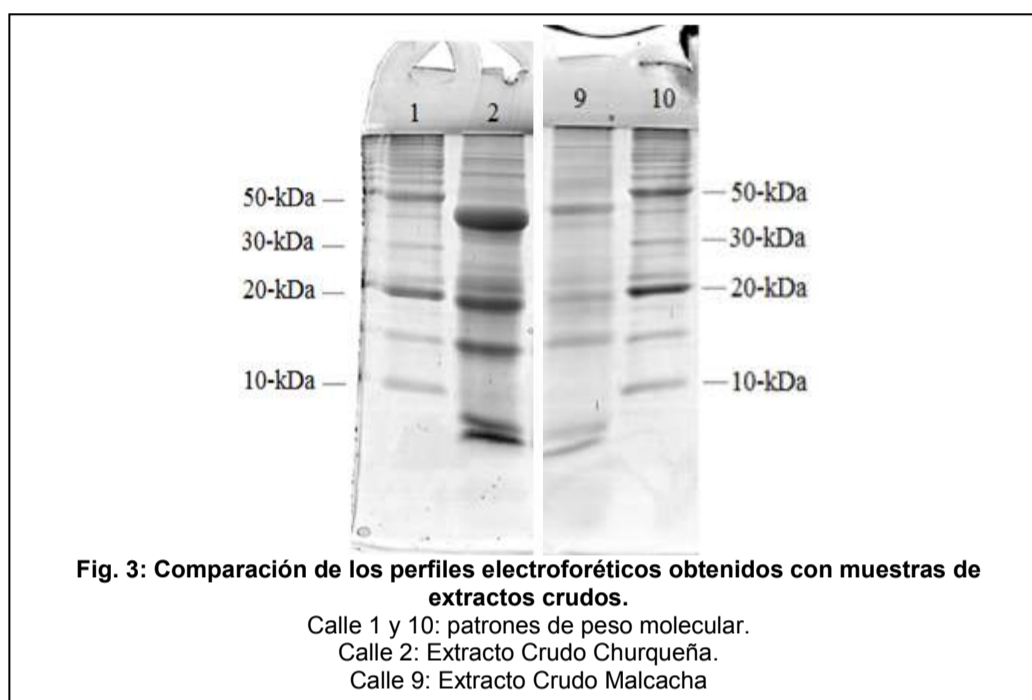 1 2 9 10
50-kDa 50-kDa
30-kDa 30-kDa
20-kDa 20-kDa
10-kDa 10-kDa
Fig. 3: Comparación de los perfiles electroforéticos obtenidos con muestras de
extractos crudos.
Calle 1 y 10: patrones de peso molecular.
Calle 2: Extracto Crudo Churqueña.
Calle 9: Extracto Crudo Malcacha